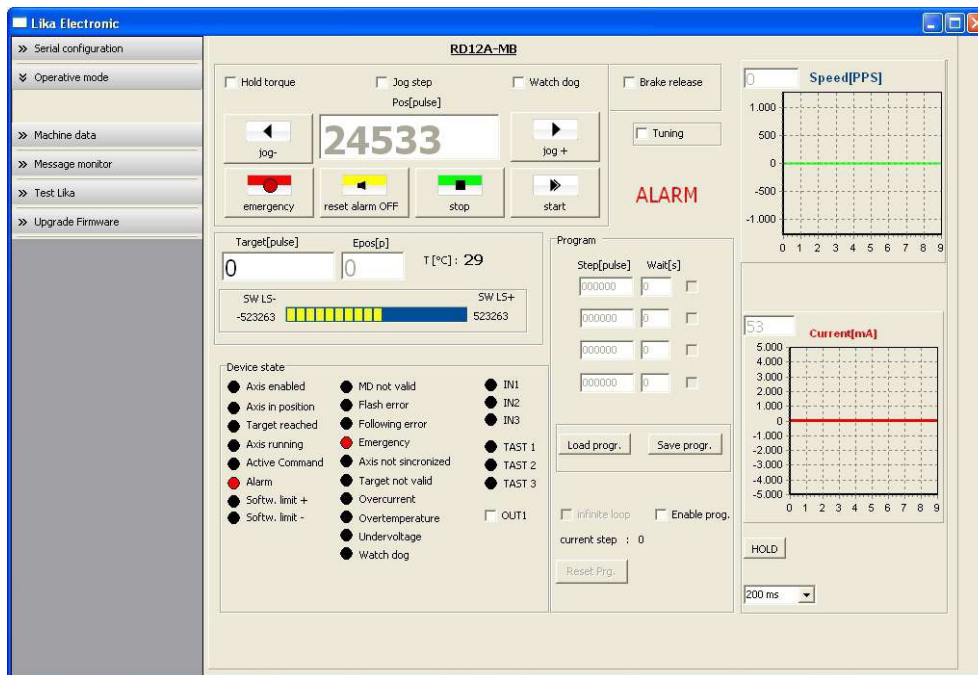 Lika Electronic
Serial configuration
Operative mode
Machine data
Message monitor
Test Lika
Upgrade Firmware
RD12A-MB
Hold torque
Jog step
Watch dog
Brake release
Pos[pulse]
24533
jog-
jog +
Tuning
emergency
reset alarm OFF
stop
start
ALARM
Target[pulse]
Epos[p]
0
0
T [°C] : 29
SW LS-
SW LS+
-523263
523263
Device state
Axis enabled
Axis in position
Target reached
Axis running
Active Command
Alarm
Softw. limit +
Softw. limit -
MD not valid
Flash error
Following error
Emergency
Axis not sincronized
Target not valid
Overcurrent
Overtemperature
Undervoltage
Watch dog
IN1
IN2
IN3
TAST 1
TAST 2
TAST 3
OUT1
Program
Step[pulse] Wait[s]
000000 0
000000 0
000000 0
000000 0
Load progr.
Save progr.
infinite loop
Enable prog.
current step : 0
Reset Prg.
0
Speed[PPS]
1.000
500
0
-500
-1.000
0 1 2 3 4 5 6 7 8 9
53
Current[mA]
5.000
4.000
3.000
2.000
1.000
0
-1.000
-2.000
-3.000
-4.000
-5.000
0 1 2 3 4 5 6 7 8 9
HOLD
200 ms